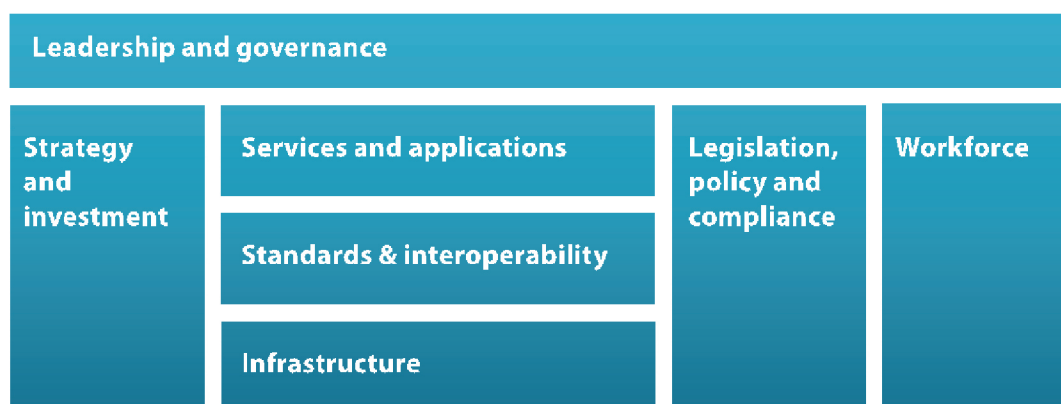 Leadership and governance
Strategy
and
investment
Services and applications
Standards & interoperability
Infrastructure
Legislation,
policy and
compliance
Workforce